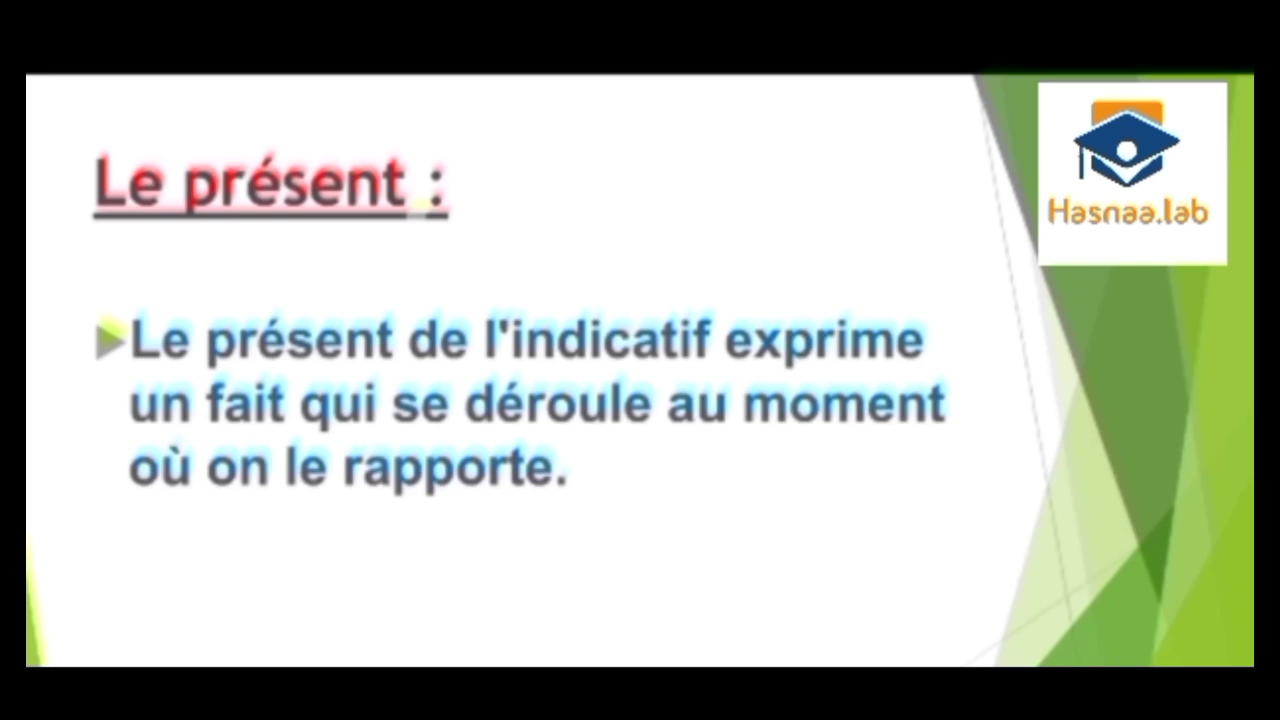 Hasnaa.lab
Le présent :
Le présent de l'indicatif exprime
un fait qui se déroule au moment
où on le rapporte.